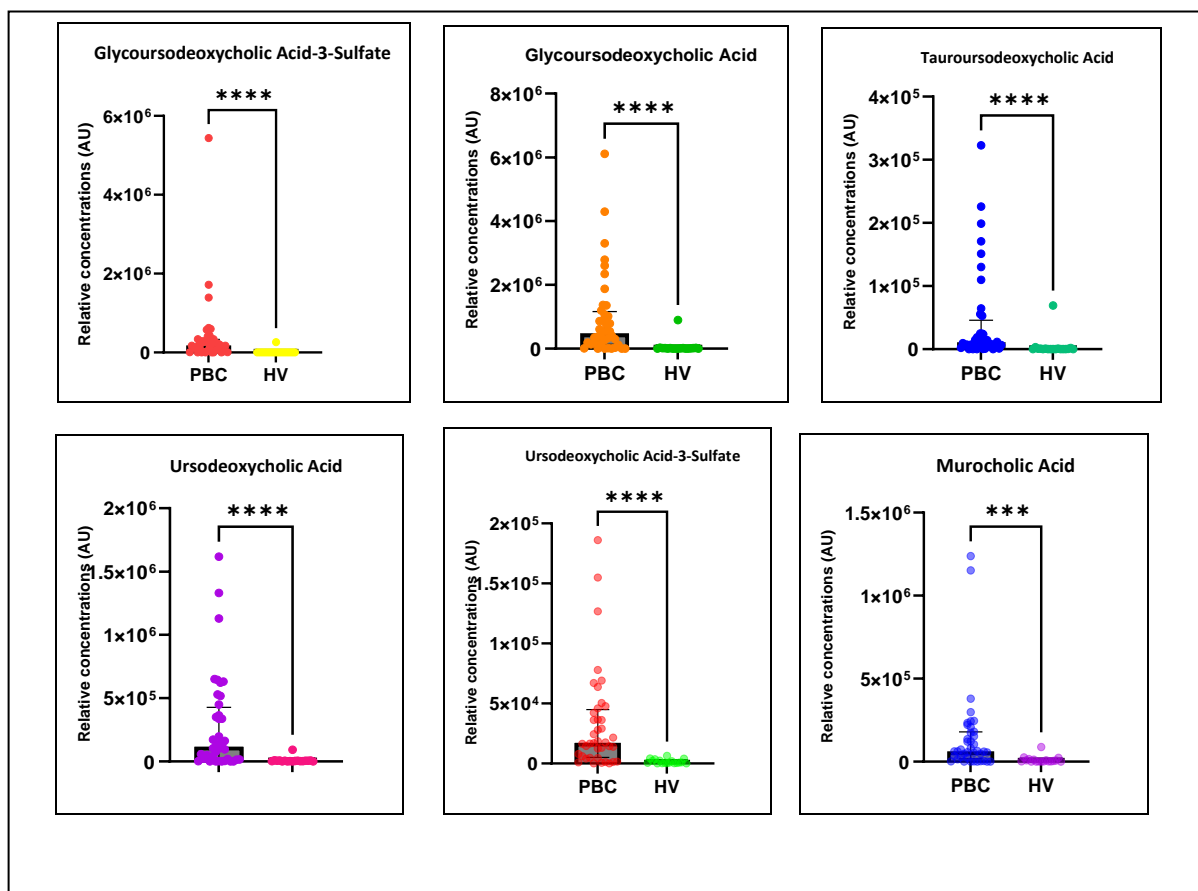 Glycoursodeoxycholic Acid-3-Sulfate
****
Relative concentrations (AU)
6×10⁶
4×10⁶
2×10⁶
0
PBC HV
Glycoursodeoxycholic Acid
****
Relative concentrations (AU)
8×10⁶
6×10⁶
4×10⁶
2×10⁶
0
PBC HV
Tauroursodeoxycholic Acid
****
Relative concentrations (AU)
4×10⁵
3×10⁵
2×10⁵
1×10⁵
0
PBC HV
Ursodeoxycholic Acid
****
Relative concentrations (AU)
2×10⁶
1.5×10⁶
1×10⁶
5×10⁵
0
Ursodeoxycholic Acid-3-Sulfate
****
Relative concentrations (AU)
2×10⁵
1×10⁵
1×10⁵
5×10⁴
0
PBC HV
Murocholic Acid
***
Relative concentrations (AU)
1.5×10⁶
1×10⁶
5×10⁵
0
PBC HV